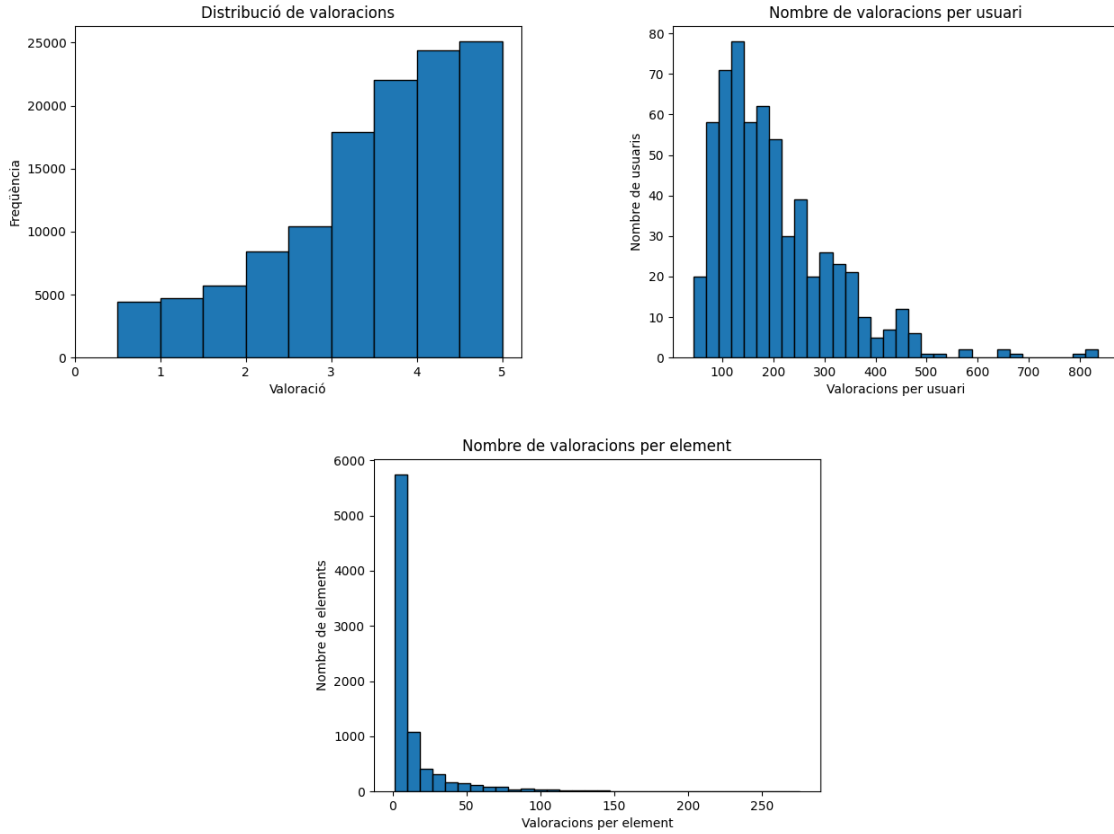 Distribució de valoracions
25000
20000
15000
10000
5000
0
Freqüència
0 1 2 3 4 5
Valoració
Nombre de valoracions per usuari
80
70
60
50
40
30
20
10
0
Nombre de usuaris
100 200 300 400 500 600 700 800
Valoracions per usuari
Nombre de valoracions per element
6000
5000
4000
3000
2000
1000
0
Nombre de elements
0 50 100 150 200 250
Valoracions per element